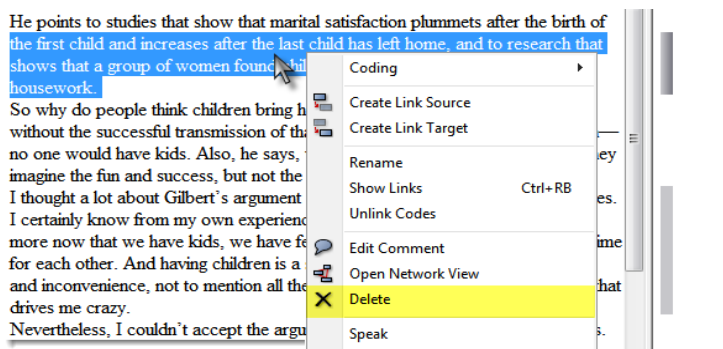 He points to studies that show that marital satisfaction plummets after the birth of
the first child and increases after the last child has left home, and to research that
shows that a group of women found
housework.
So why do people think children bring
without the successful transmission of
no one would have kids. Also, he says,
imagine the fun and success, but not the
I thought a lot about Gilbert's argument es.
I certainly know from my own
more now that we have kids, we have
for each other. And having children is a
and inconvenience, not to mention all the
drives me crazy.
Nevertheless, I couldn't accept the
Coding
Create Link Source
Create Link Target
Rename
Show Links Ctrl+RB
Unlink Codes
Edit Comment
Open Network View
Delete
Speak